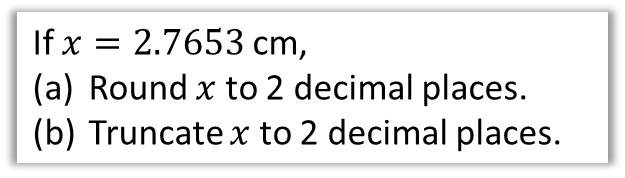 If x = 2.7653 cm,
(a) Round x to 2 decimal places.
(b) Truncate x to 2 decimal places.